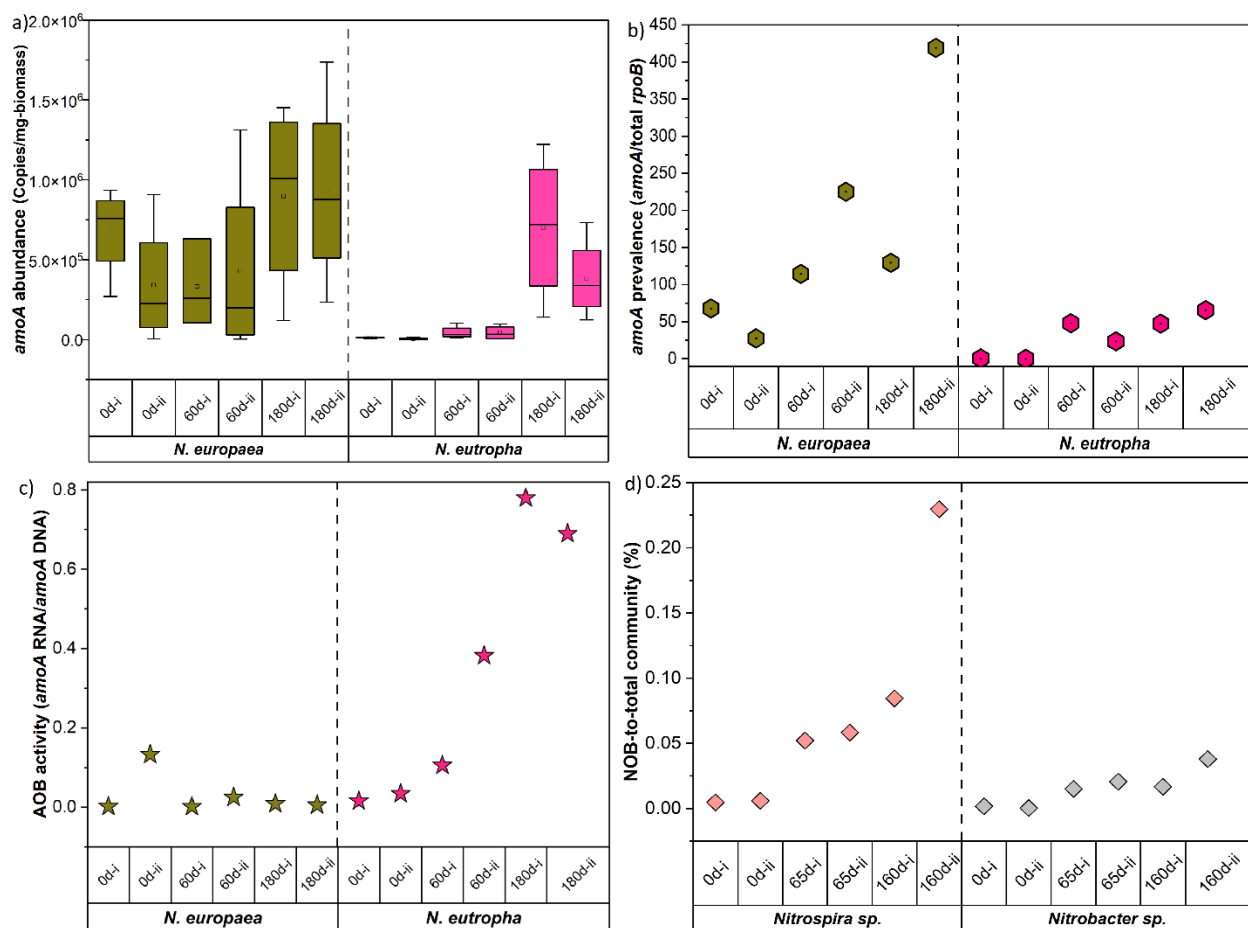 a)
amoA abundance (Copies/mg-biomass)
2.0×10⁶
1.5×10⁶
1.0×10⁶
5.0×10⁵
0.0
0d-i 0d-ii 60d-i 60d-ii 180d-i 180d-ii 0d-i 0d-ii 60d-i 60d-ii 180d-i 180d-ii
N. europaea N. eutropha
b)
amoA prevalence (amoA/total rpoB)
450
400
350
300
250
200
150
100
50
0
0d-i 0d-ii 60d-i 60d-ii 180d-i 180d-ii 0d-i 0d-ii 60d-i 60d-ii 180d-i 180d-ii
N. europaea N. eutropha
c)
AOB activity (amoA RNA/amoA DNA)
0.8
0.6
0.4
0.2
0.0
0d-i 0d-ii 60d-i 60d-ii 180d-i 180d-ii 0d-i 0d-ii 60d-i 60d-ii 180d-i 180d-ii
N. europaea N. eutropha
d)
NOB-to-total community (%)
0.25
0.20
0.15
0.10
0.05
0.00
0d-i 0d-ii 65d-i 65d-ii 160d-i 160d-ii 0d-i 0d-ii 65d-i 65d-ii 160d-i 160d-ii
Nitrospira sp. Nitrobacter sp.